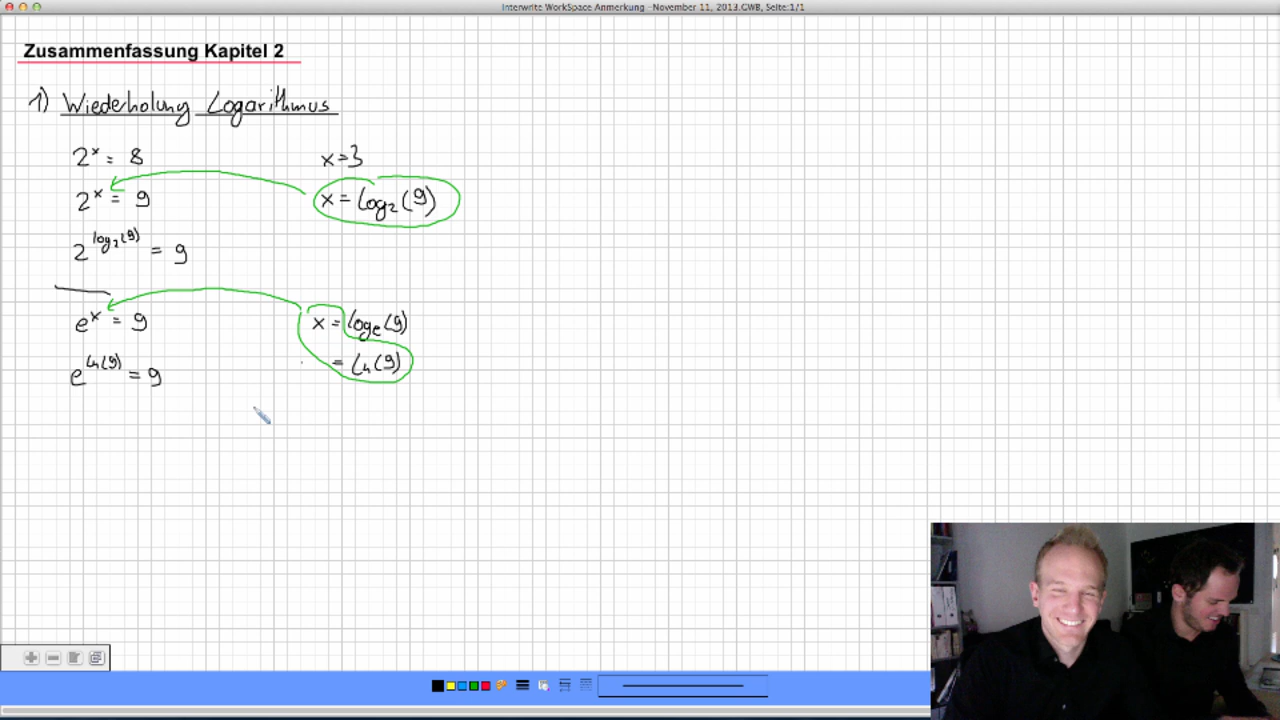 Interwrite WorkSpace Anmerkung -November 11, 2013.GWB, Seite:1/1
Zusammenfassung Kapitel 2
1) Wiederholung Logarithmus
2^x = 8 x=3
2^x = 9 x = log₂(9)
2^log₂(9) = 9
e^x = 9 x = logₑ(9)
= ln(9)
e^ln(9) = 9